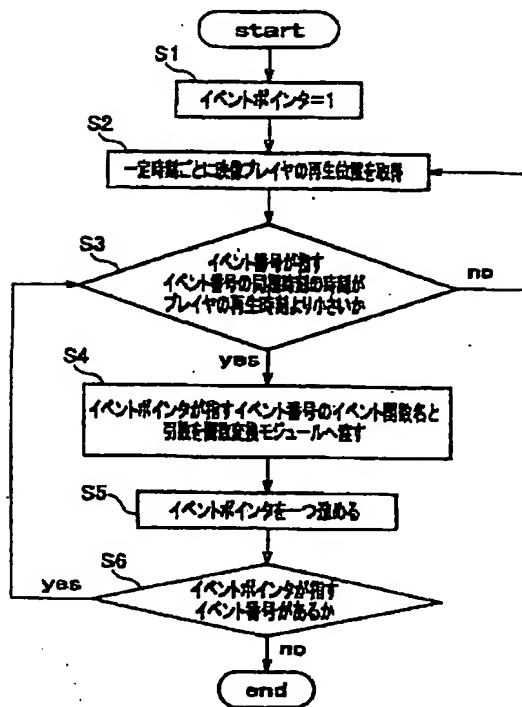 start
S1
イベントポインタ=1
S2
一定時刻ごとに映像プレイヤの再生位置を取得
S3
イベント番号が指す
イベント番号の同期時刻の時刻が
プレイヤの再生時刻より小さいか
no
yes
S4
イベントポインタが指すイベント番号のイベント関数名と
引数を関数変換モジュールへ渡す
S5
イベントポインタを一つ進める
S6
yes
イベントポインタが指す
イベント番号があるか
no
end